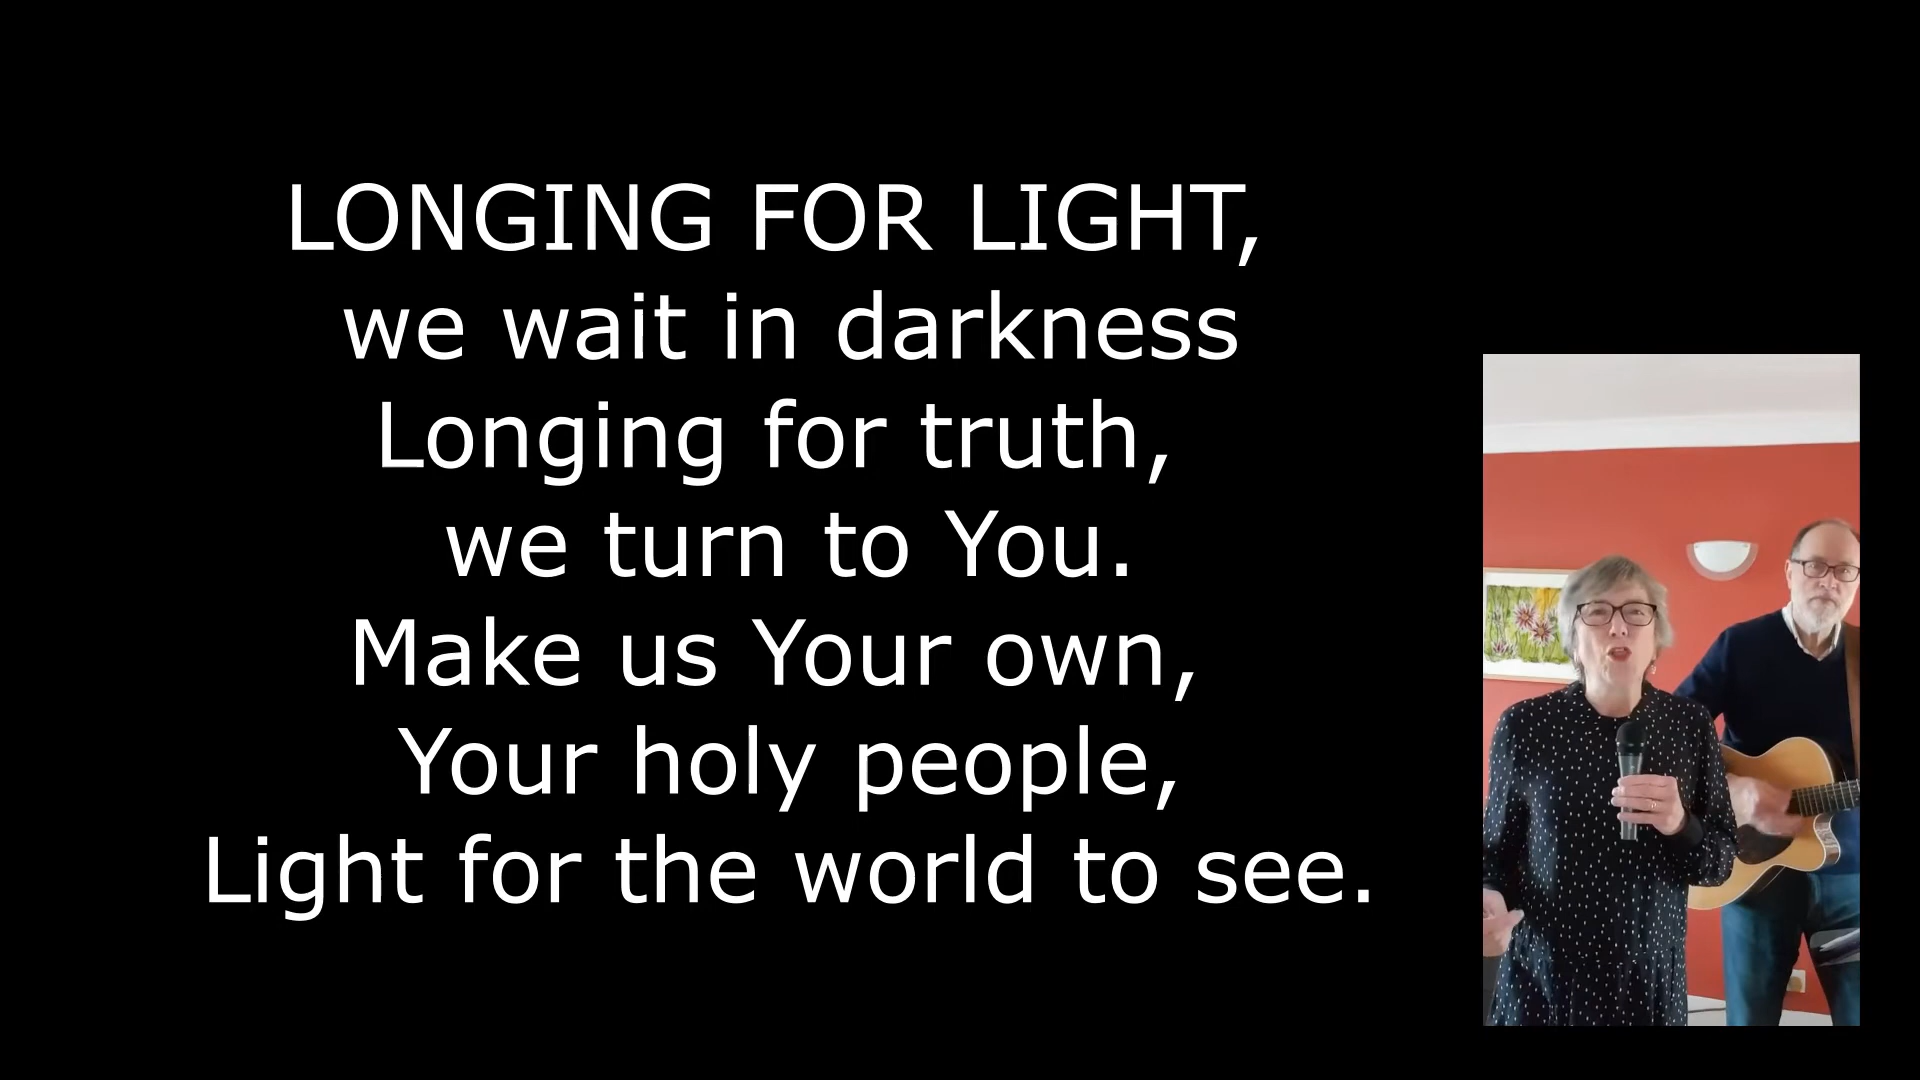 LONGING FOR LIGHT,
we wait in darkness
Longing for truth,
we turn to You.
Make us Your own,
Your holy people,
Light for the world to see.